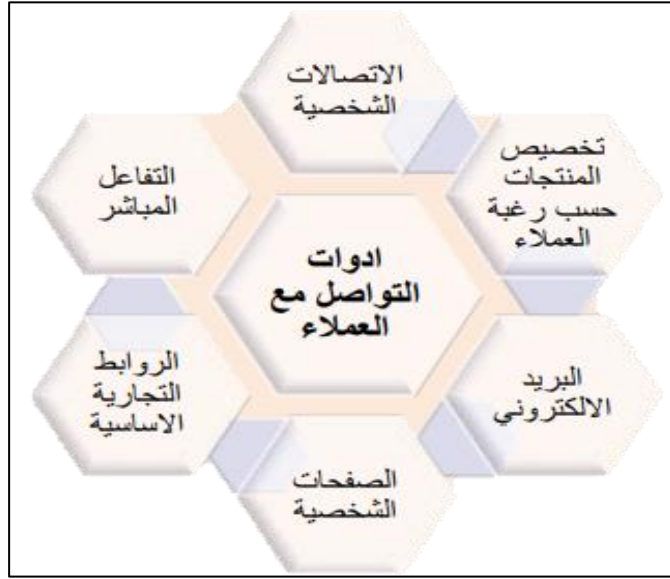 الاتصالات
الشخصية
تخصيص
المنتجات
حسب رغبة
العملاء
البريد
الالكتروني
الصفحات
الشخصية
الروابط
التجارية
الاساسية
التفاعل
المباشر
ادوات
التواصل مع
العملاء